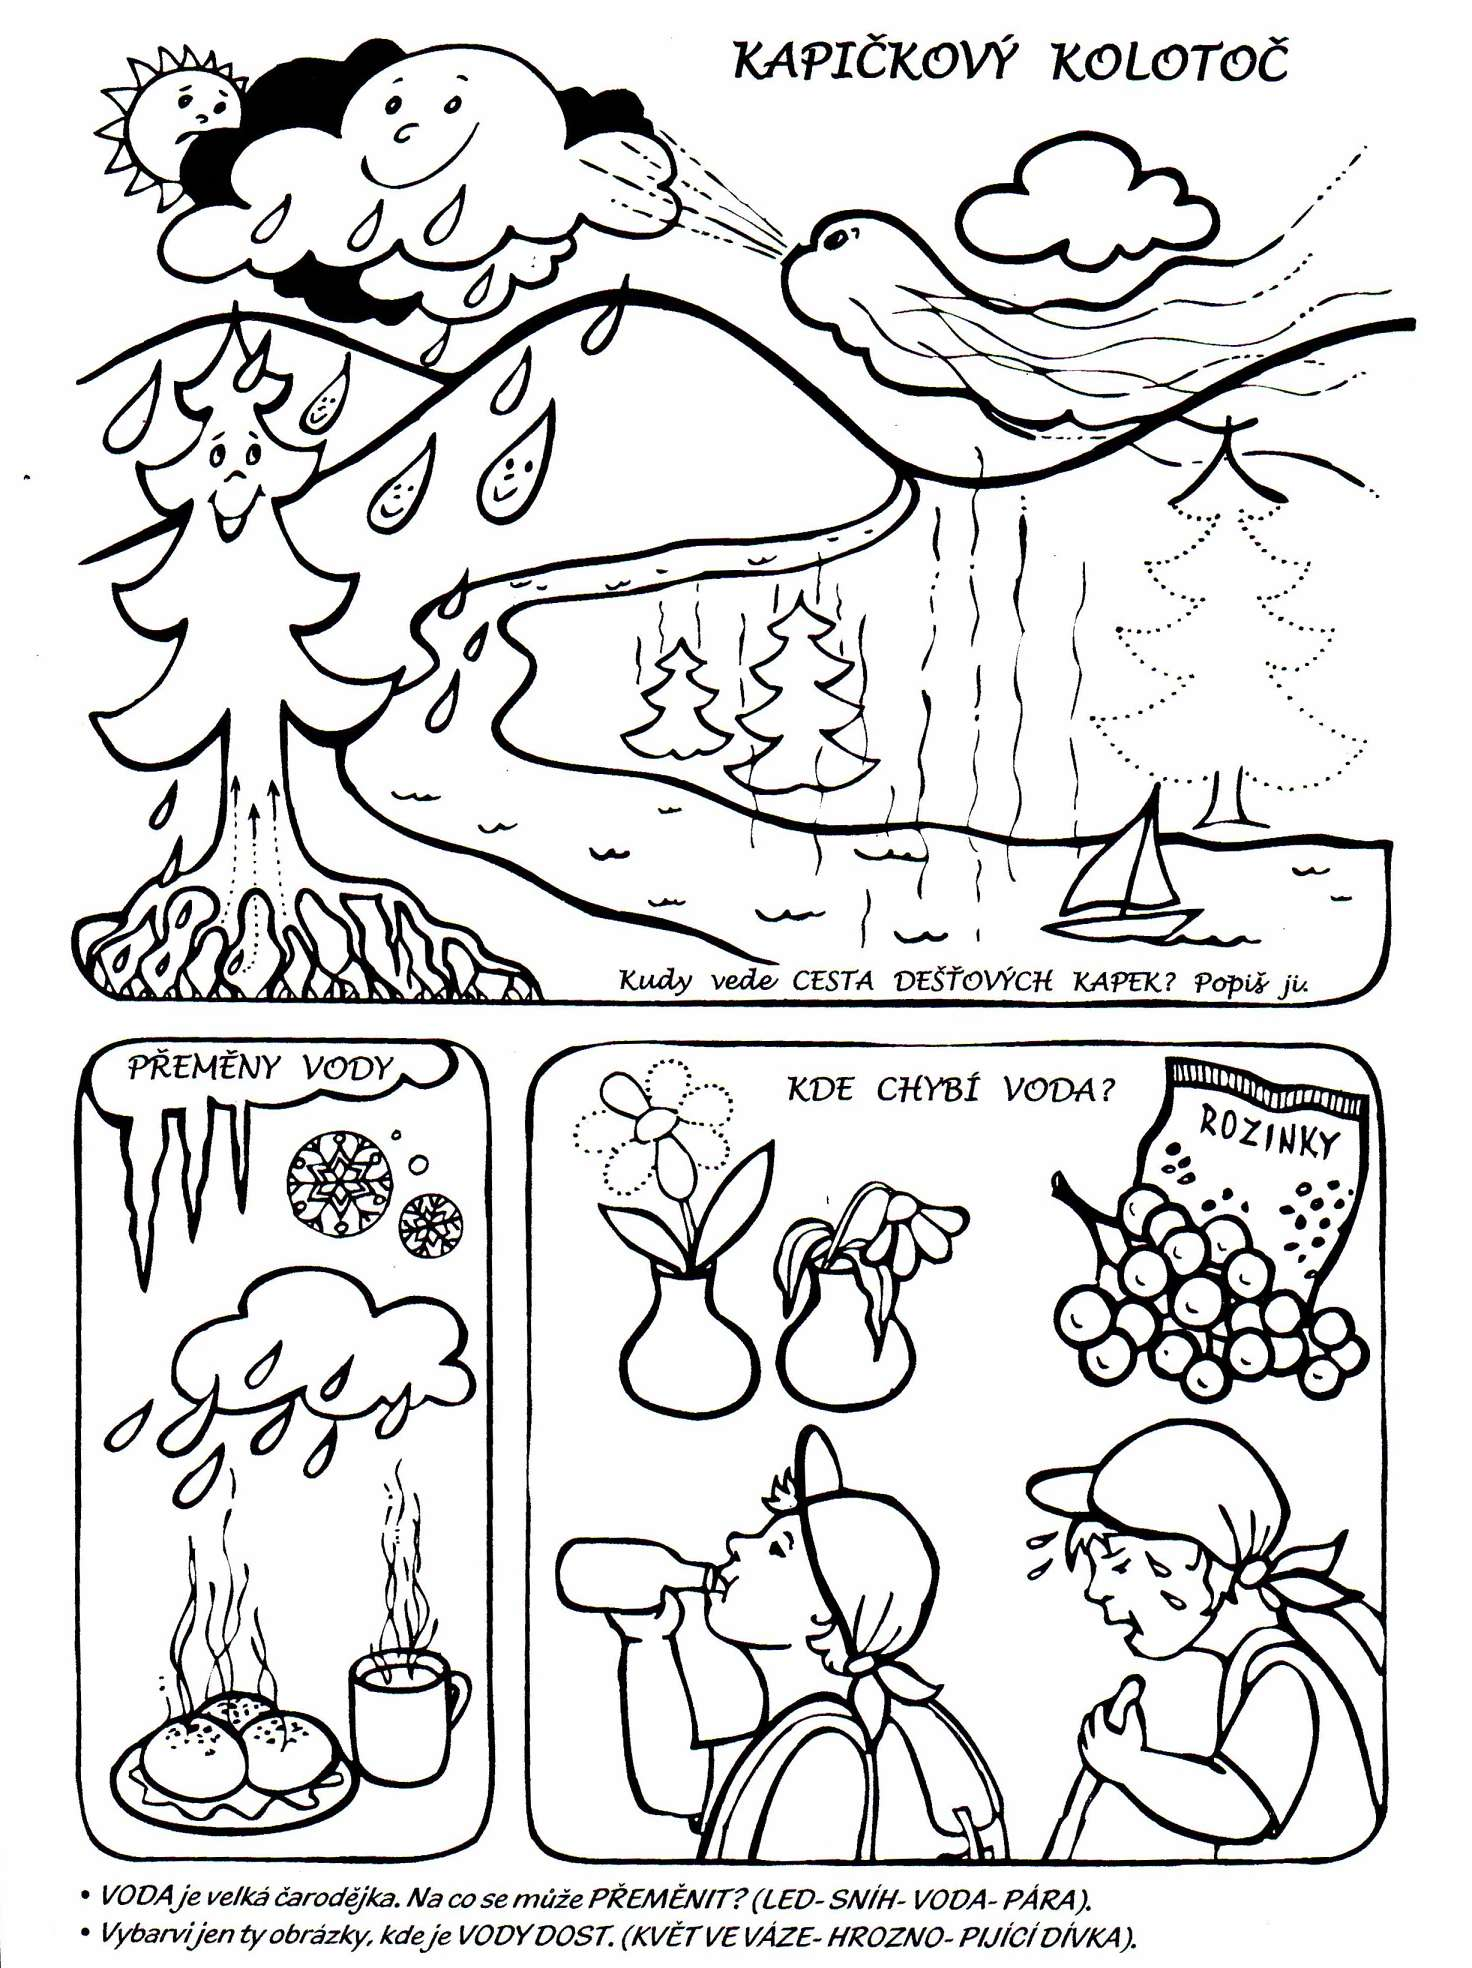 KAPIČKOVÝ KOLOTOČ
Kudy vede CESTA DEŠŤOVÝCH KAPEK? Popiš ji.
PŘEMĚNY VODY
KDE CHYBÍ VODA?
ROZINKY
• VODA je velká čarodějka. Na co se může PŘEMĚNIT? (LED- SNÍH- VODA- PÁRA).
• Vybarvi jen ty obrázky, kde je VODY DOST. (KVĚT VE VÁZE- HROZNO- PIJÍCÍ DÍVKA).